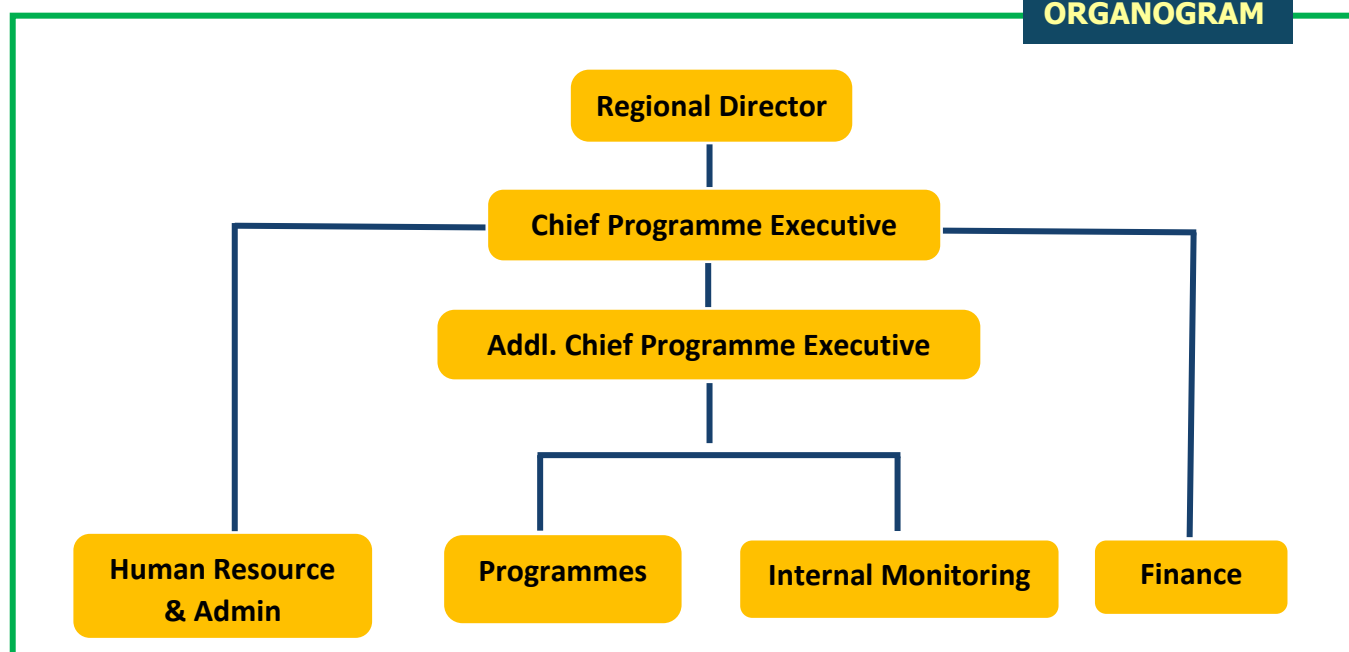 ORGANOGRAM
Regional Director
Chief Programme Executive
Addl. Chief Programme Executive
Human Resource
& Admin
Programmes
Internal Monitoring
Finance